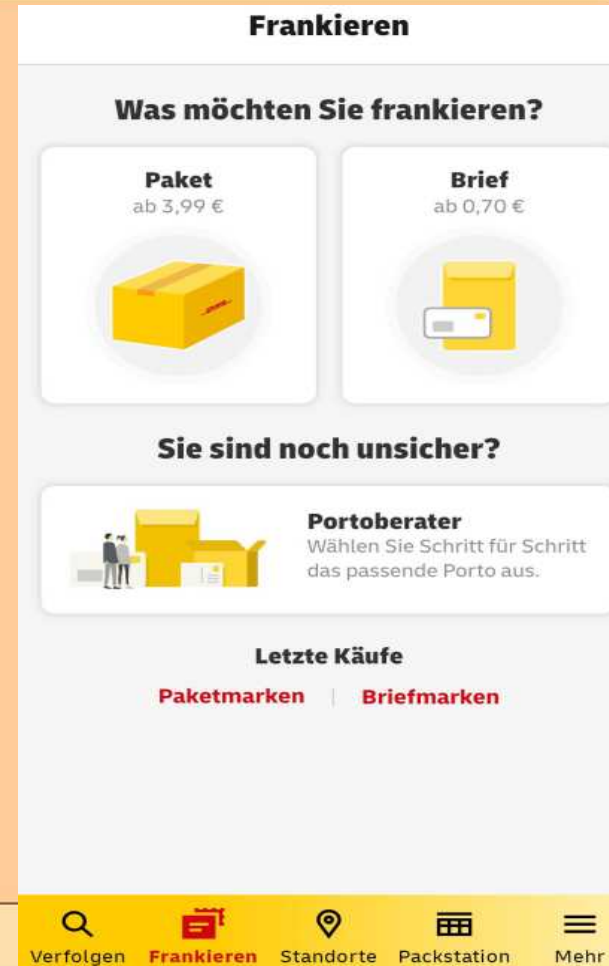 Frankieren
Was möchten Sie frankieren?
Paket
ab 3,99 €
Brief
ab 0,70 €
Sie sind noch unsicher?
Portoberater
Wählen Sie Schritt für Schritt
das passende Porto aus.
Letzte Käufe
Paketmarken | Briefmarken
Verfolgen Frankieren Standorte Packstation Mehr